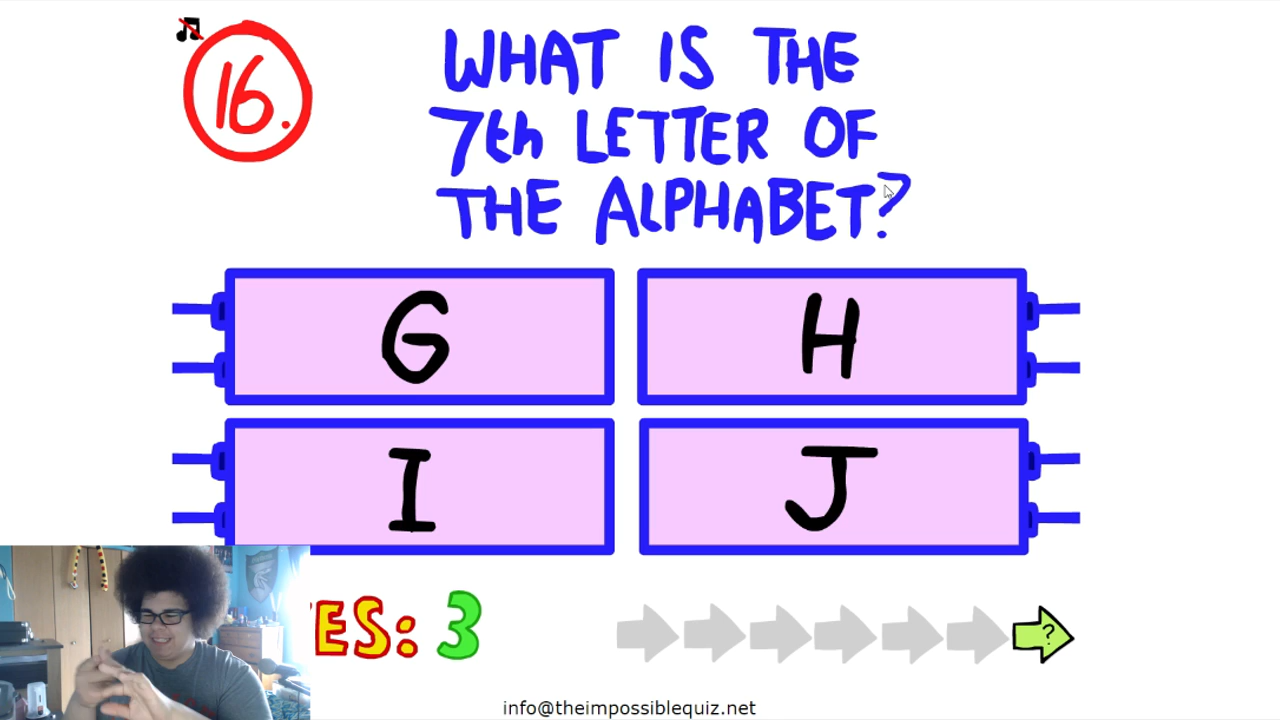 16.
WHAT IS THE
7th LETTER OF
THE ALPHABET?
G
H
I
J
ES: 3
?
info@theimpossiblequiz.net